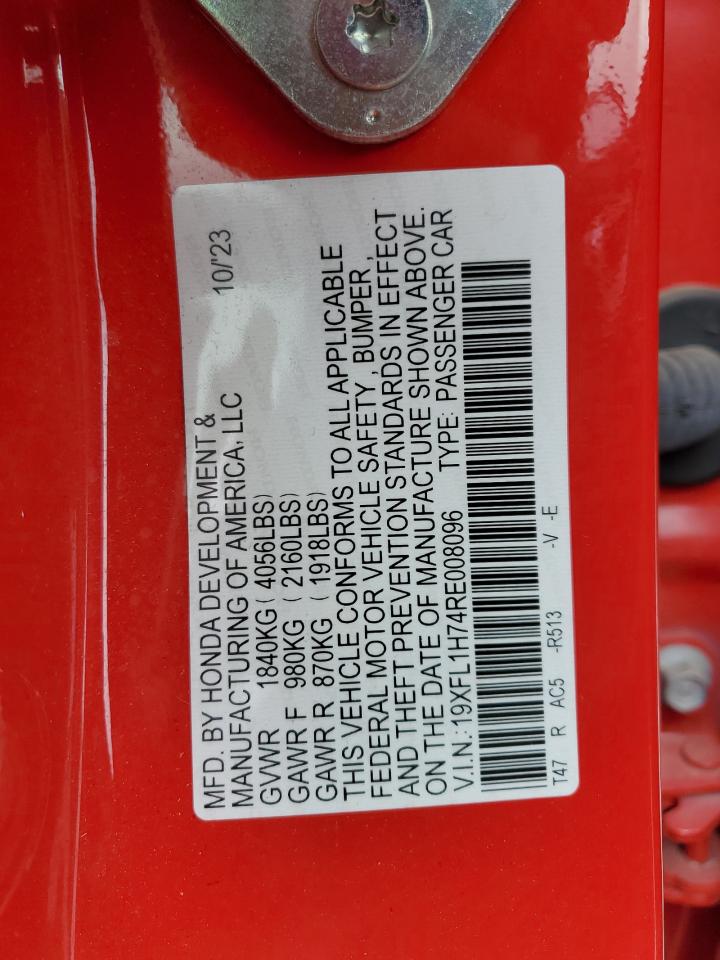 MFD. BY HONDA DEVELOPMENT & 10/'23
MANUFACTURING OF AMERICA, LLC
GVWR 1840KG ( 4056LBS)
GAWR F 980KG ( 2160LBS)
GAWR R 870KG ( 1918LBS)
THIS VEHICLE CONFORMS TO ALL APPLICABLE
FEDERAL MOTOR VEHICLE SAFETY , BUMPER ,
AND THEFT PREVENTION STANDARDS IN EFFECT
ON THE DATE OF MANUFACTURE SHOWN ABOVE.
V.I.N.:19XFL1H74RE008096 TYPE: PASSENGER CAR
T47 R AC5 -R513 -V -E